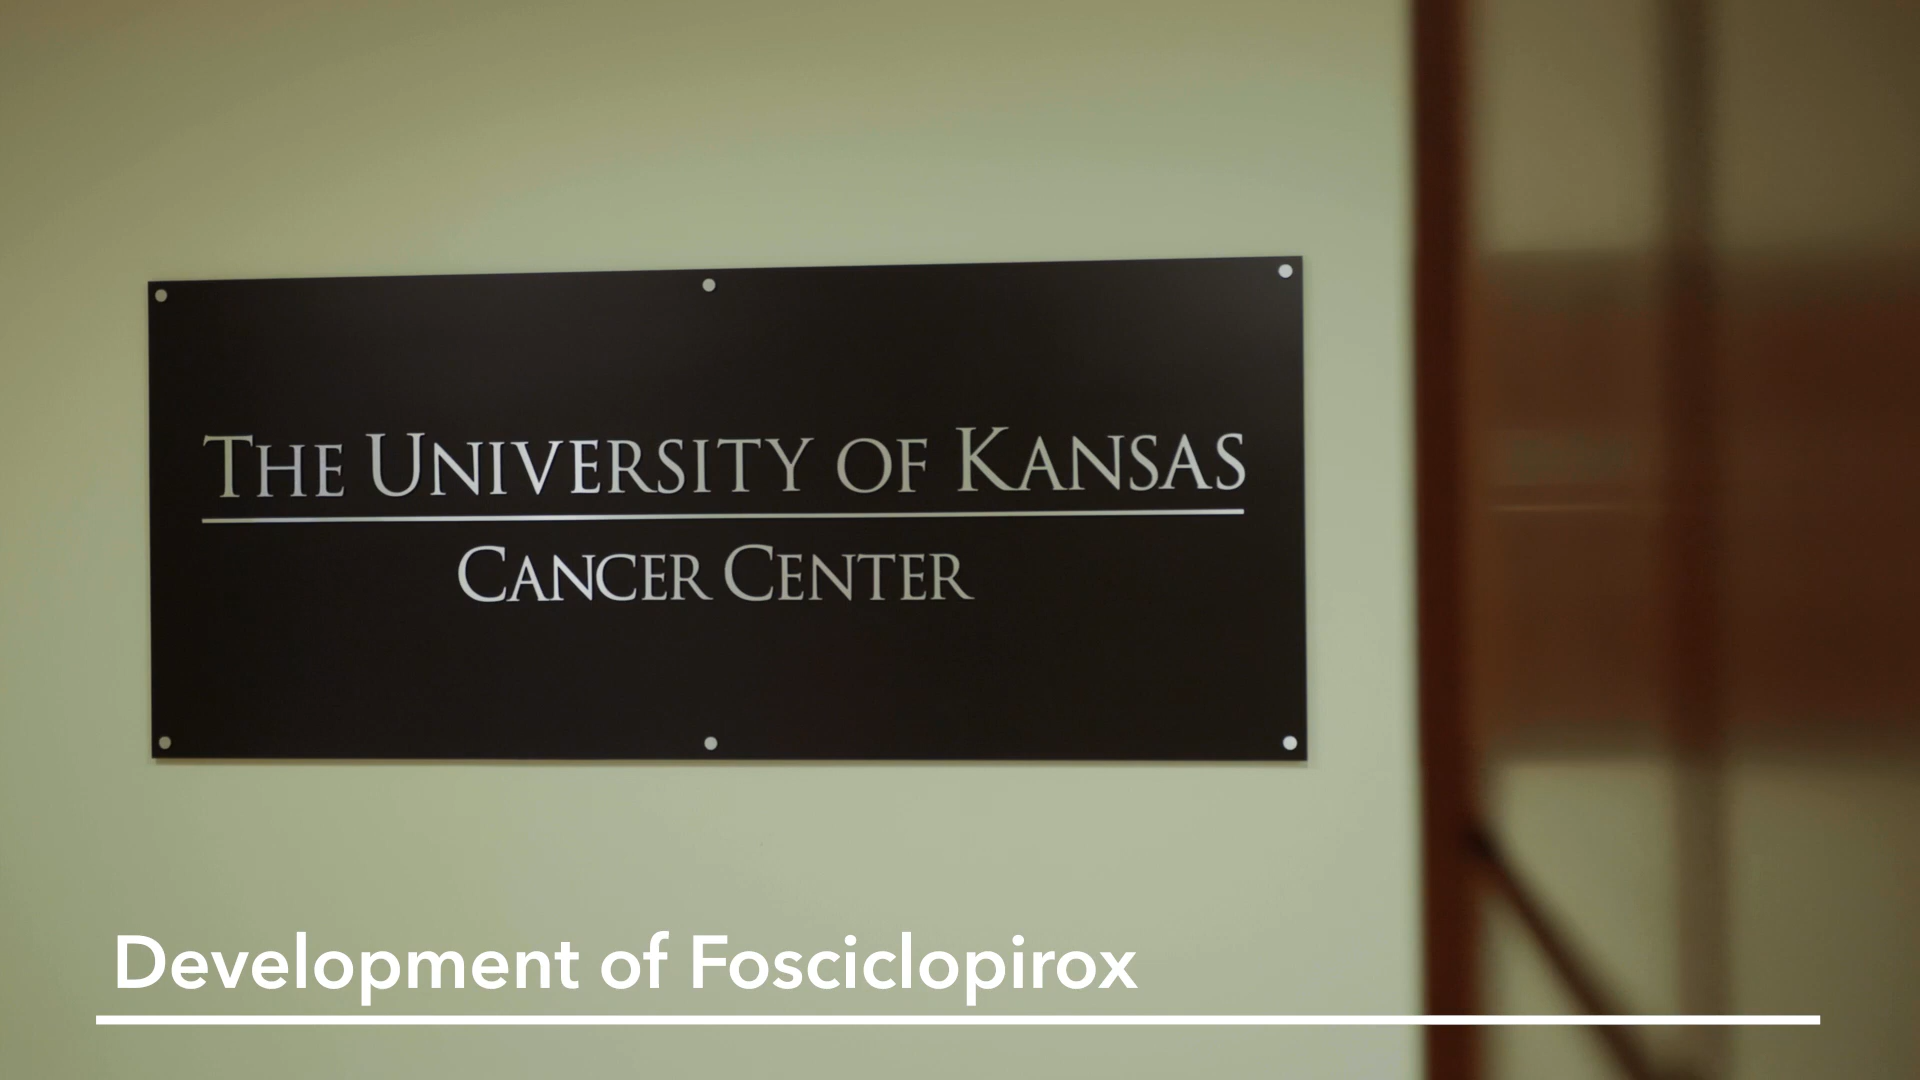 THE UNIVERSITY OF KANSAS
CANCER CENTER
Development of Fosciclopirox